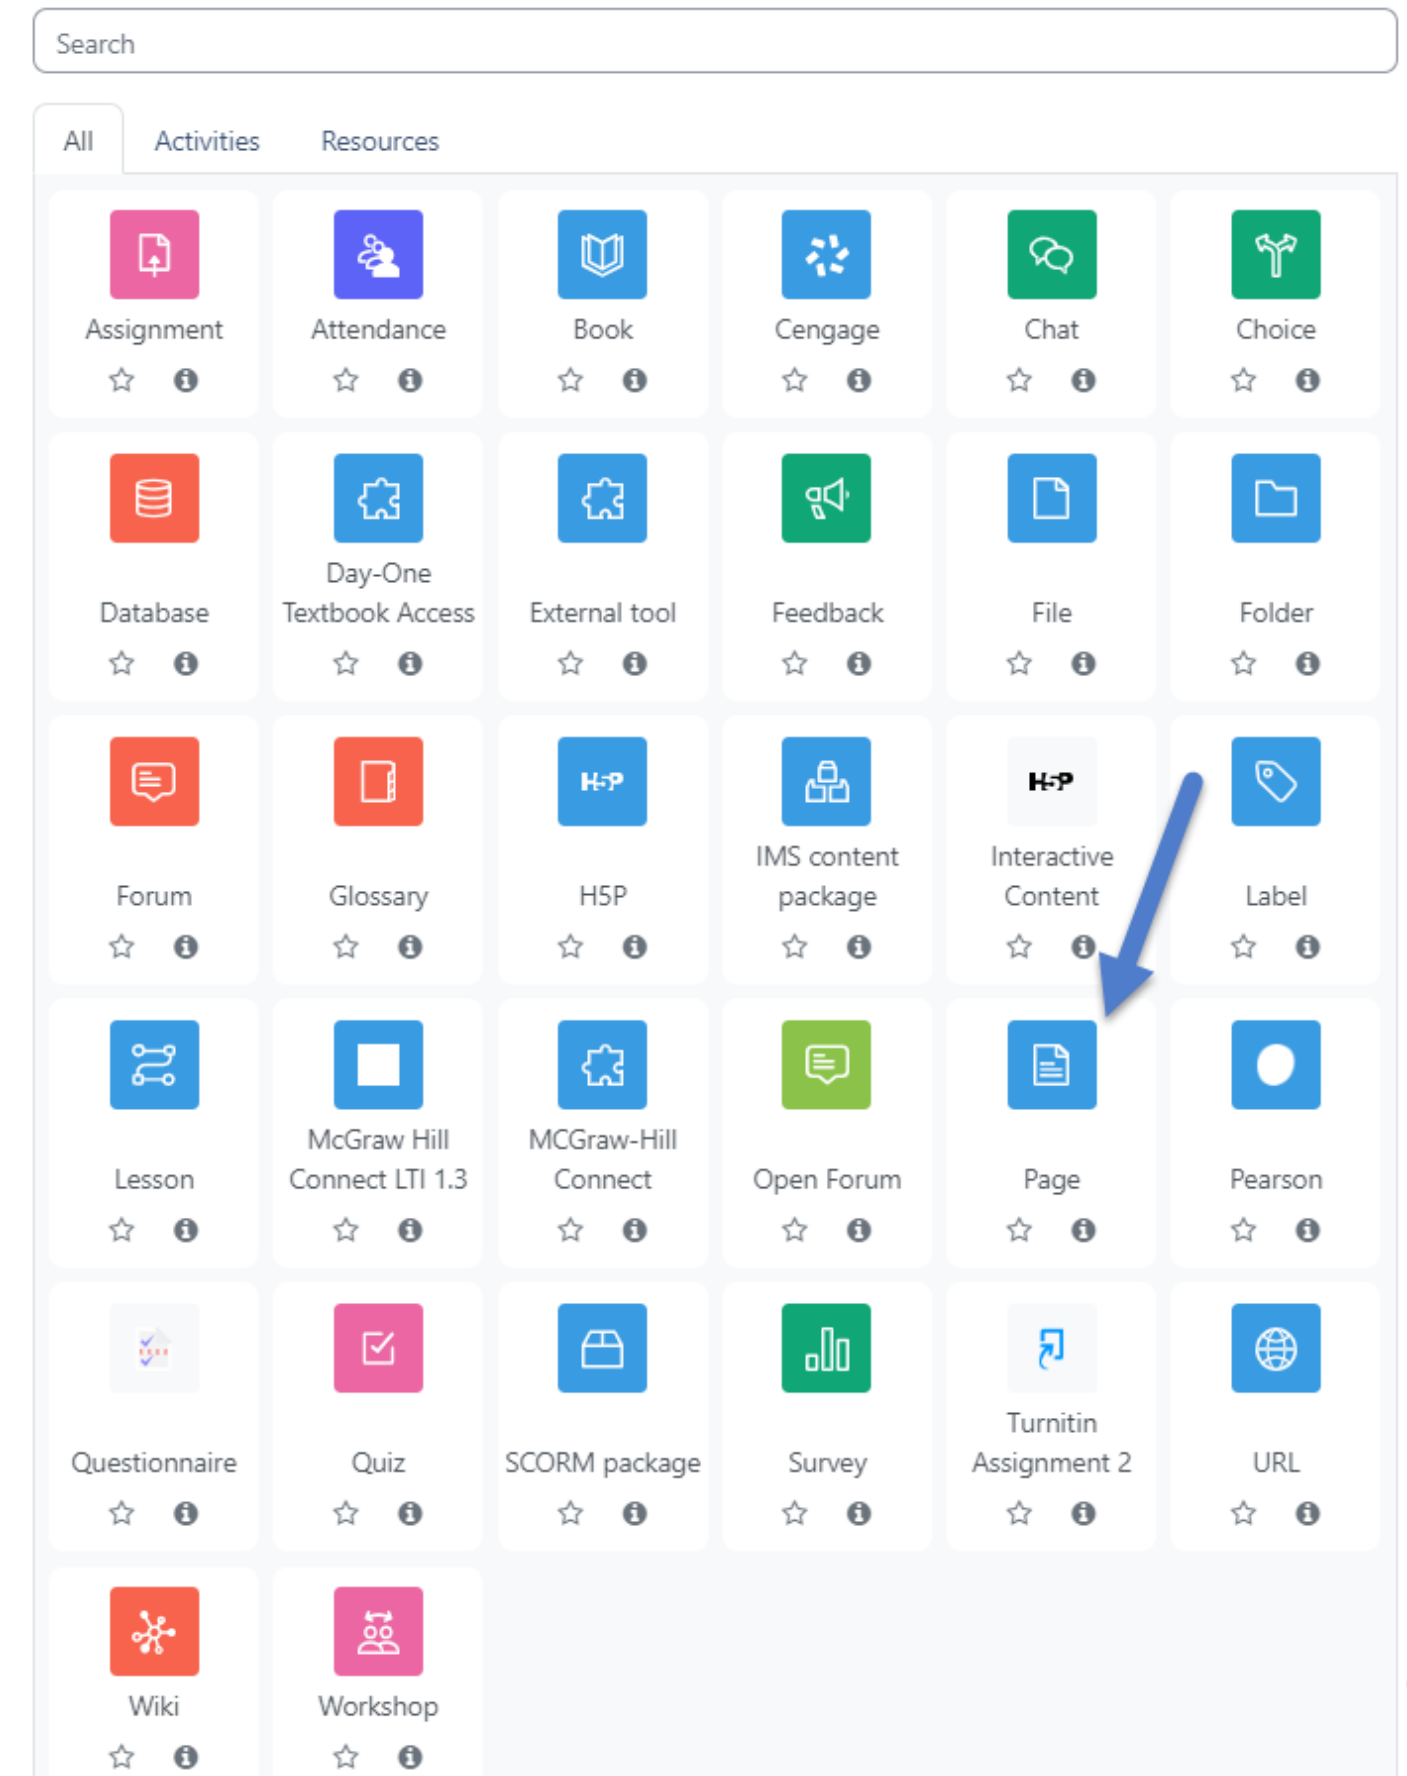 Search
All Activities Resources
Assignment Attendance Book Cengage Chat Choice
Day-One
Database Textbook Access External tool Feedback File Folder
H5P H5P
IMS content Interactive
Forum Glossary H5P package Content Label
McGraw Hill MCGraw-Hill
Lesson Connect LTI 1.3 Connect Open Forum Page Pearson
Turnitin
Questionnaire Quiz SCORM package Survey Assignment 2 URL
Wiki Workshop